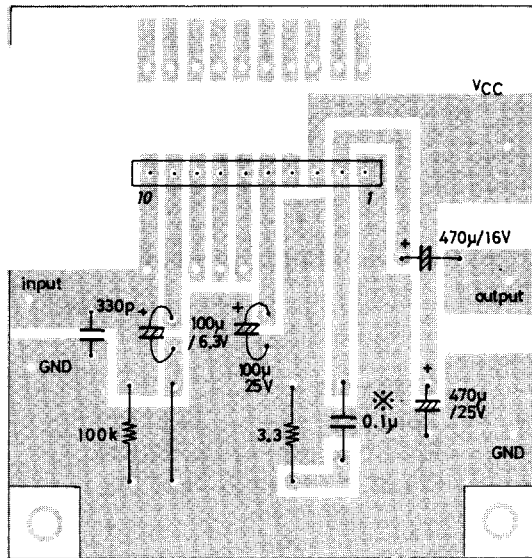 VCC
10
1
+
470μ/16V
input
output
330p
+
100μ
/6.3V
+
100μ
25V
GND
+
470μ
/25V
100k
3.3
※
0.1μ
GND